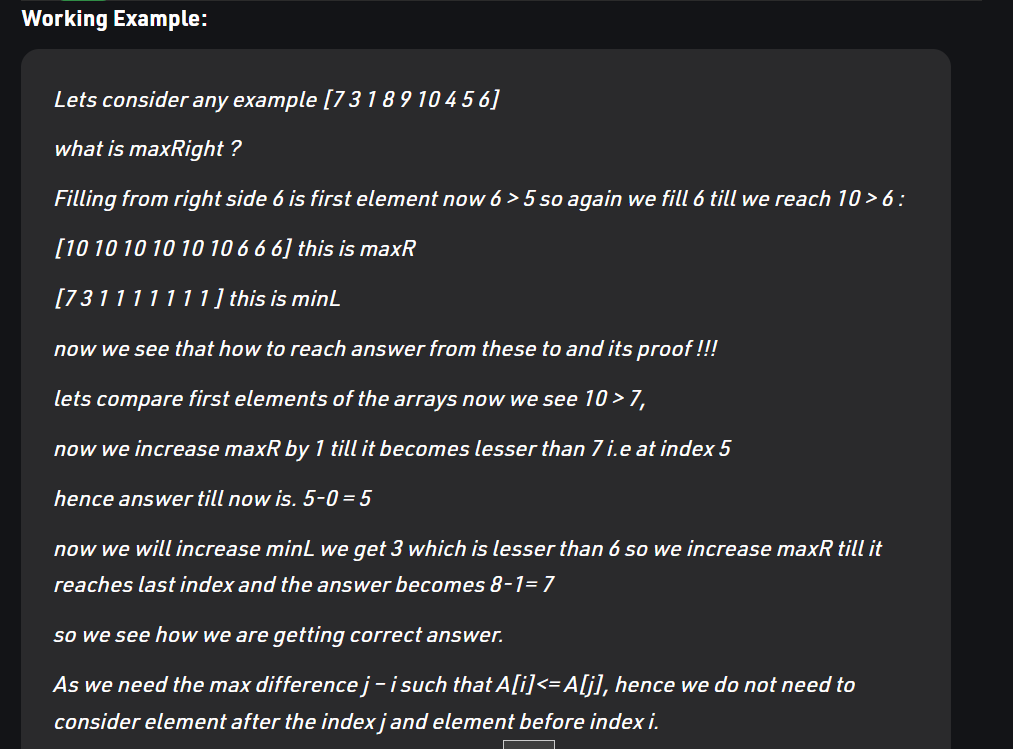 Working Example:
Lets consider any example [7 3 1 8 9 10 4 5 6]
what is maxRight ?
Filling from right side 6 is first element now 6 > 5 so again we fill 6 till we reach 10 > 6 :
[10 10 10 10 10 10 6 6 6] this is maxR
[7 3 1 1 1 1 1 1 1 ] this is minL
now we see that how to reach answer from these to and its proof !!!
lets compare first elements of the arrays now we see 10 > 7,
now we increase maxR by 1 till it becomes lesser than 7 i.e at index 5
hence answer till now is. 5-0 = 5
now we will increase minL we get 3 which is lesser than 6 so we increase maxR till it
reaches last index and the answer becomes 8-1= 7
so we see how we are getting correct answer.
As we need the max difference j – i such that A[i]<= A[j], hence we do not need to
consider element after the index j and element before index i.